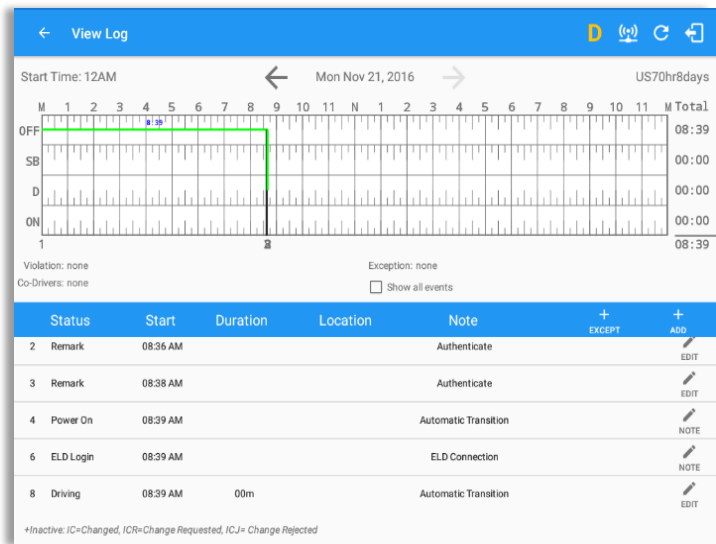 View Log D
Start Time: 12AM Mon Nov 21, 2016 US70hr8days
M 1 2 3 4 5 6 7 8 9 10 11 N 1 2 3 4 5 6 7 8 9 10 11 M Total
8:39
OFF 08:39
SB 00:00
D 00:00
ON 00:00
1 08:39
Violation: none Exception: none
Co-Drivers: none Show all events
Status Start Duration Location Note + EXCEPT + ADD
2 Remark 08:36 AM Authenticate EDIT
3 Remark 08:38 AM Authenticate EDIT
4 Power On 08:39 AM Automatic Transition NOTE
6 ELD Login 08:39 AM ELD Connection NOTE
8 Driving 08:39 AM 00m Automatic Transition EDIT
+Inactive: IC=Changed, ICR=Change Requested, ICJ= Change Rejected